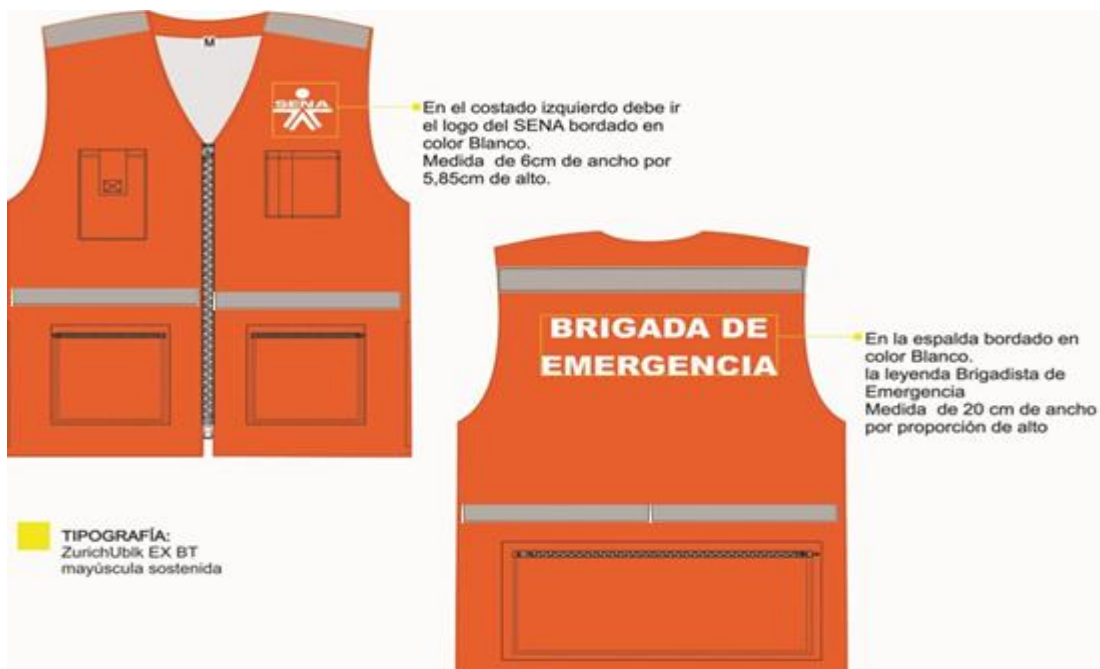 M
SENA
En el costado izquierdo debe ir
el logo del SENA bordado en
color Blanco.
Medida de 6cm de ancho por
5,85cm de alto.
BRIGADA DE
EMERGENCIA
En la espalda bordado en
color Blanco.
la leyenda Brigadista de
Emergencia
Medida de 20 cm de ancho
por proporción de alto
TIPOGRAFÍA:
ZurichUblk EX BT
mayúscula sostenida